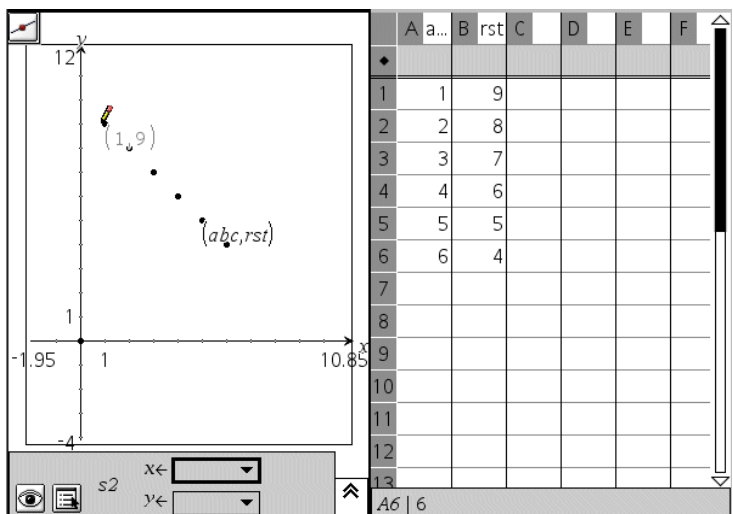 y
12
(1,9)
(abc,rst)
1
-1.95
1
10.85
x
-4
s2
x←
y←
A a... B rst C D E F
1 1 9
2 2 8
3 3 7
4 4 6
5 5 5
6 6 4
7
8
9
10
11
12
13
A6 | 6